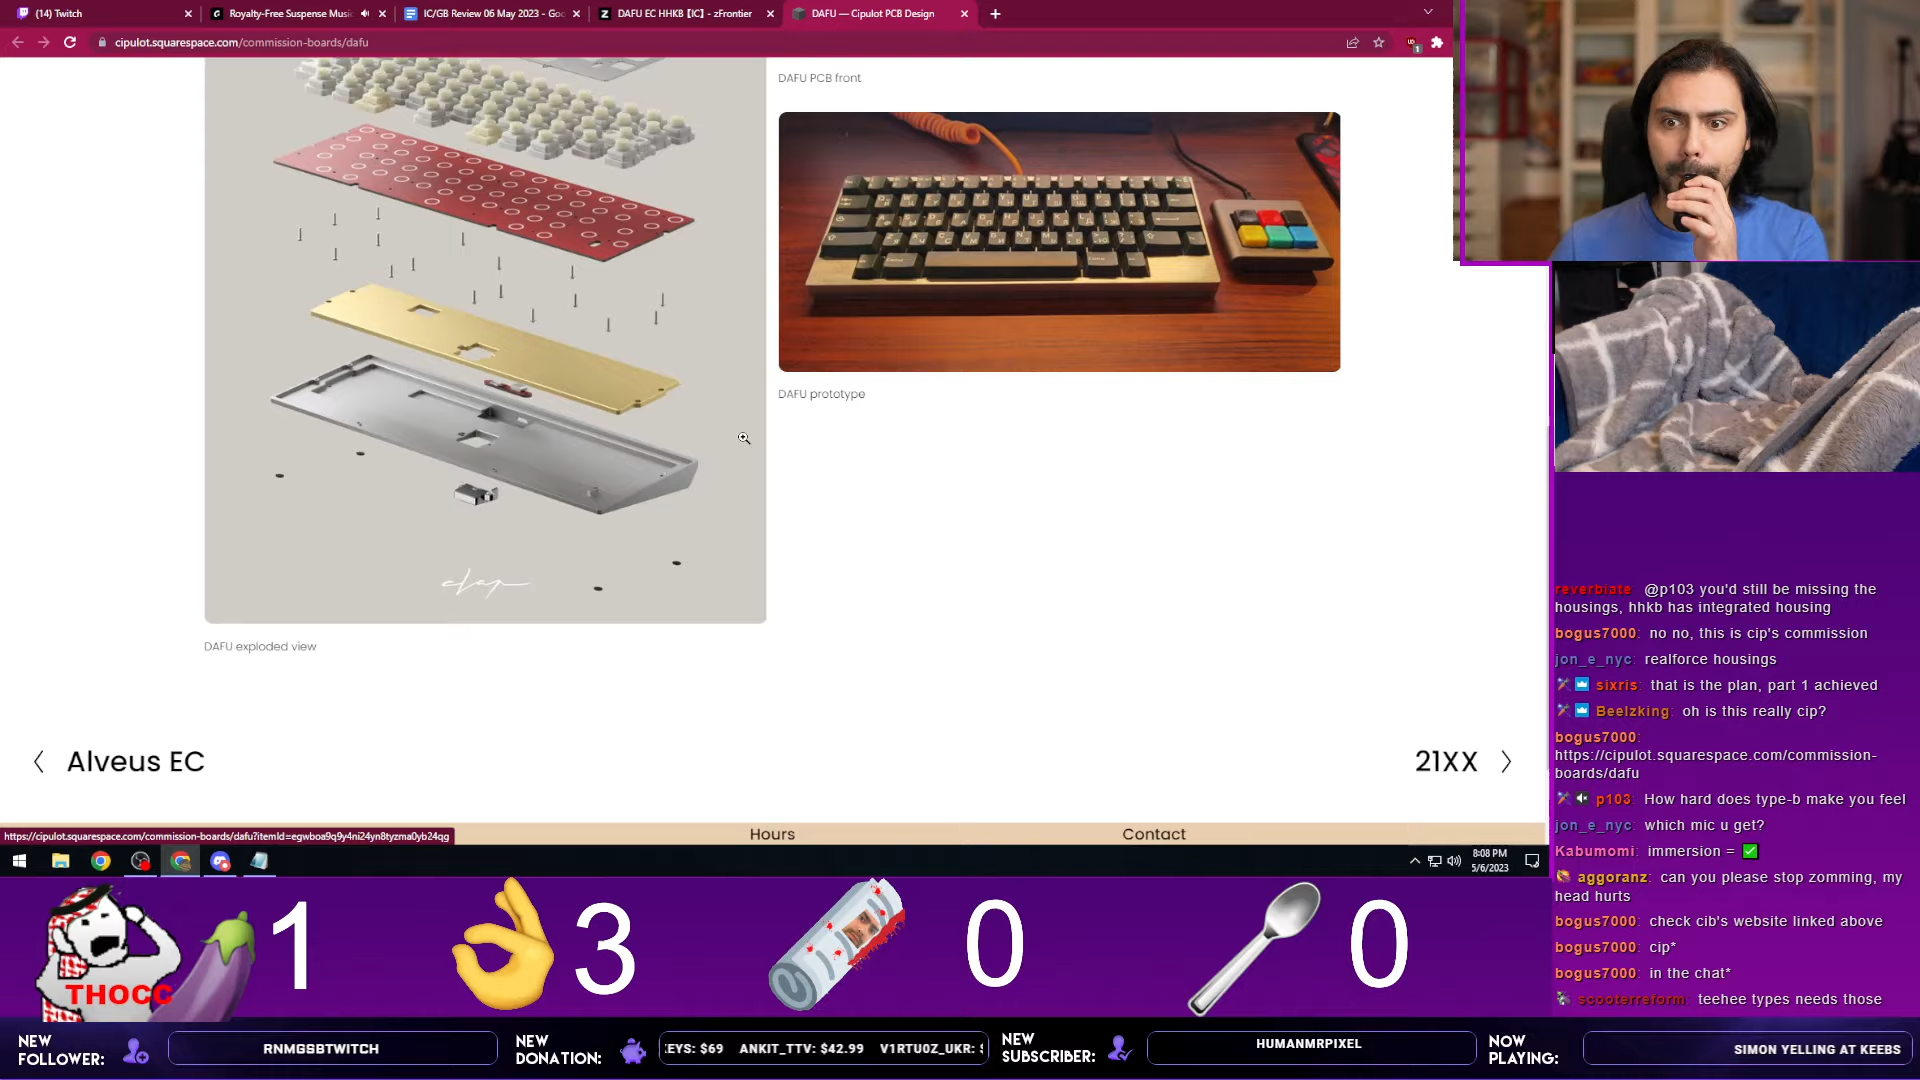 (14) Twitch
Royalty-Free Suspense Musi
IC/GB Review 06 May 2023 - Goo
DAFU EC HHKB 【IC】 - zFrontier
DAFU — Cipulot PCB Design
cipulot.squarespace.com/commission-boards/dafu
DAFU PCB front
DAFU prototype
DAFU exploded view
Alveus EC
21XX
https://cipulot.squarespace.com/commission-boards/dafu?itemId=egwboa9q9y4ni24yn8tyzma0yb24qg
Hours
Contact
8:08 PM
5/6/2023
reverbiate: @p103 you'd still be missing the
housings, hhkb has integrated housing
bogus7000: no no, this is cip's commission
jon_e_nyc: realforce housings
sixris: that is the plan, part 1 achieved
Beelzking: oh is this really cip?
bogus7000:
https://cipulot.squarespace.com/commission-
boards/dafu
p103: How hard does type-b make you feel
jon_e_nyc: which mic u get?
Kabumomi: immersion = ✅
aggoranz: can you please stop zomming, my
head hurts
bogus7000: check cib's website linked above
bogus7000: cip*
bogus7000: in the chat*
scooterreform: teehee types needs those
THOCC
1
3
0
0
NEW
FOLLOWER:
RNMGSBTWITCH
NEW
DONATION:
EYS: $69 ANKIT_TTV: $42.99 V1RTU0Z_UKR: $
NEW
SUBSCRIBER:
HUMANMRPIXEL
NOW
PLAYING:
SIMON YELLING AT KEEBS